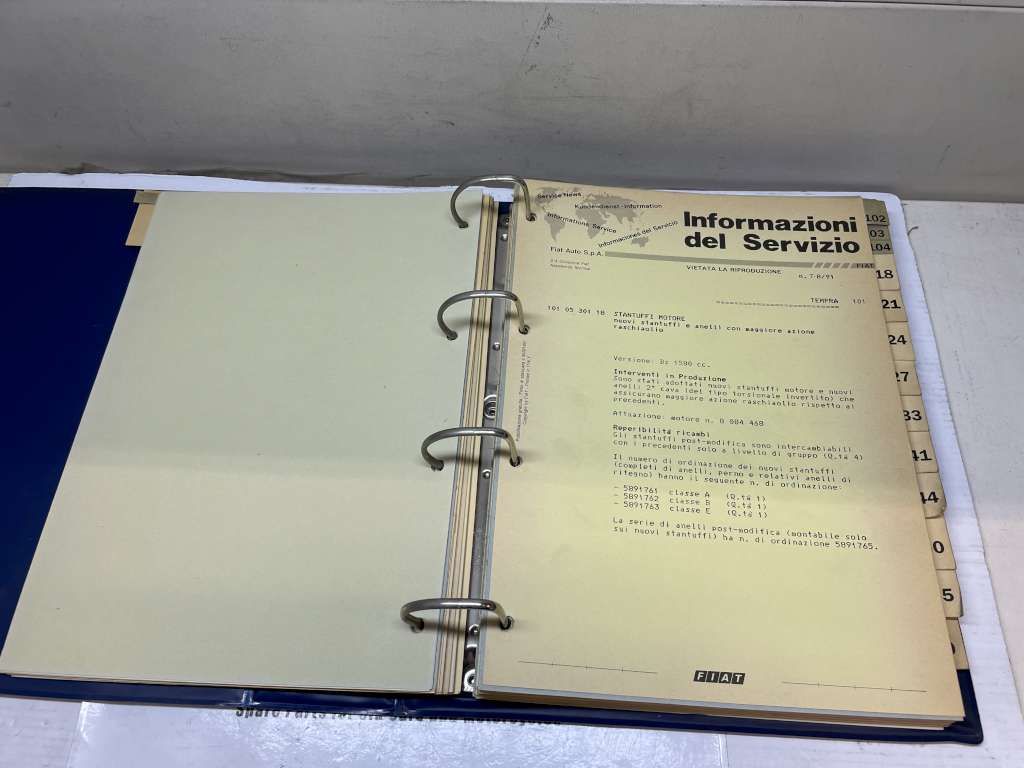 Service News
Kundendienst-Information
Informations Service
Informaciones del Servicio
Informazioni
del Servizio
Fiat Auto S.p.A.
FIAT
VIETATA LA RIPRODUZIONE n. 7-8/91
TEMPRA 101
101 05 301 18 STANTUFFI MOTORE
nuovi stantuffi e anelli con maggiore azione
raschiaolio
Versione: Ds 1580 cc.
Interventi in Produzione
Sono stati adottati nuovi stantuffi motore e nuovi
anelli 2ª cava (del tipo torsionale invertito) che
assicurano maggiore azione raschiaolio rispetto ai
precedenti.
Attuazione: motore n. 0 084 468
Reperibilità ricambi
Gli stantuffi post-modifica sono intercambiabili
con i precedenti solo a livello di gruppo (Q.tà 4)
Il numero di ordinazione dei nuovi stantuffi
(completi di anelli, perno e relativi anelli di
ritegno) hanno il seguente n. di ordinazione:
- 5891761 classe A (Q.tà 1)
- 5891762 classe B (Q.tà 1)
- 5891763 classe E (Q.tà 1)
La serie di anelli post-modifica (montabile solo
sui nuovi stantuffi) ha n. di ordinazione 5891765.
FIAT
102
03
04
18
21
24
27
33
41
44
0
5
Spare Parts for